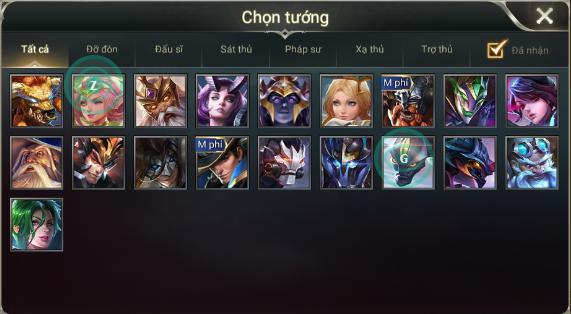 Chọn tướng
Tất cả Đỡ đòn Đấu sĩ Sát thủ Pháp sư Xạ thủ Trợ thủ Đã nhận
Z M phí
M phí G